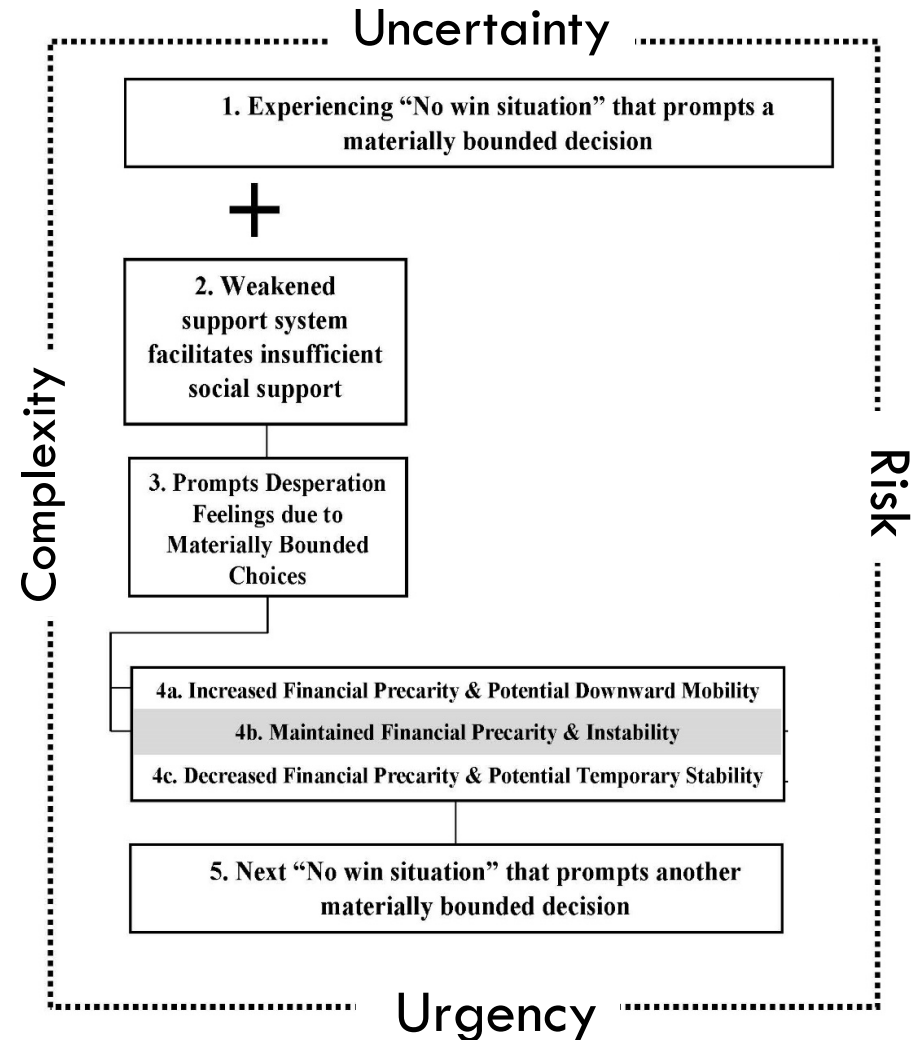 Uncertainty
1. Experiencing “No win situation” that prompts a
materially bounded decision
+
2. Weakened
support system
facilitates insufficient
social support
Complexity
Risk
3. Prompts Desperation
Feelings due to
Materially Bounded
Choices
4a. Increased Financial Precarity & Potential Downward Mobility
4b. Maintained Financial Precarity & Instability
4c. Decreased Financial Precarity & Potential Temporary Stability
5. Next “No win situation” that prompts another
materially bounded decision
Urgency